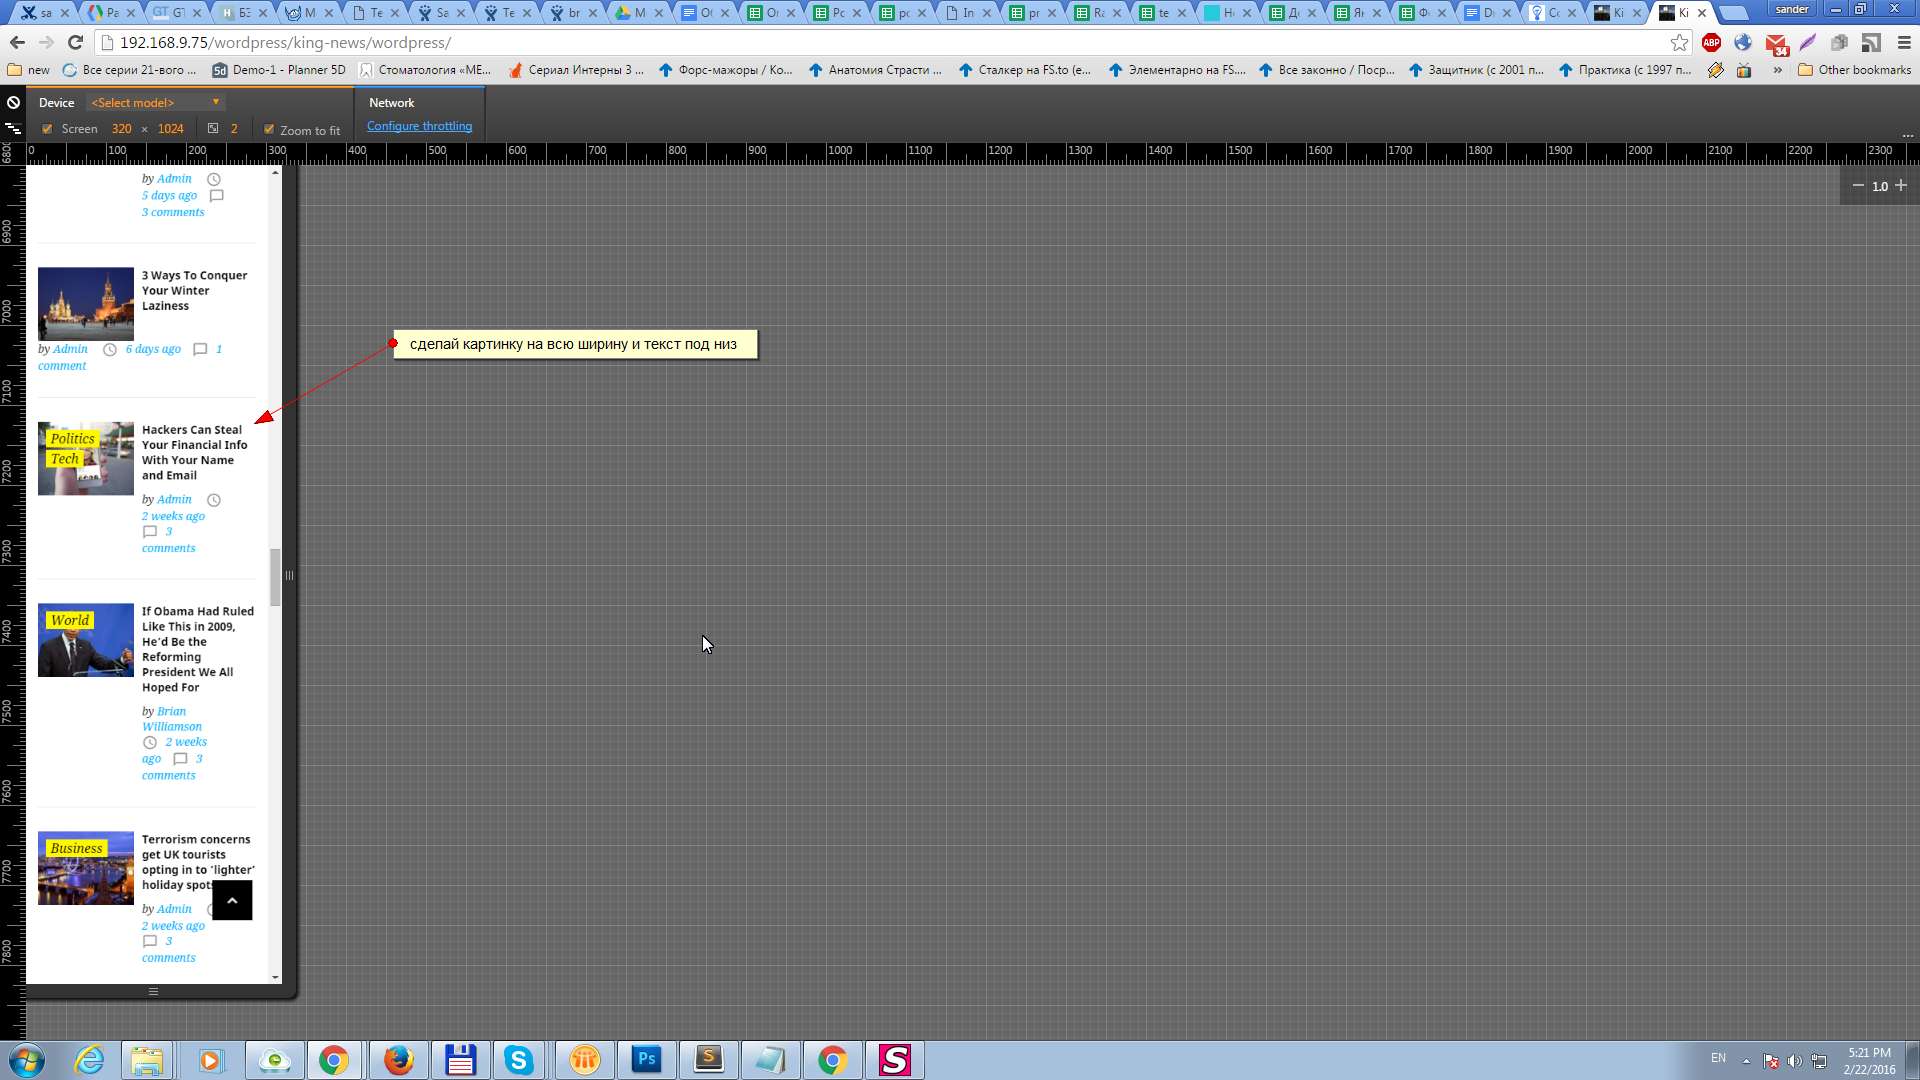 sa
Pa
GT
GT
БЗ
M
Te
Sa
Te
br
M
Or
Po
pc
In
pr
Ra
te
Ho
До
Ян
Co
Ki
Ki
sander
192.168.9.75/wordpress/king-news/wordpress/
ABP
34
new
Все серии 21-вого ...
5d
Demo-1 - Planner 5D
Стоматология «МЕ...
Сериал Интерны 3 ...
Форс-мажоры / Ко...
Анатомия Страсти ...
Сталкер на FS.to (е...
Элементарно на FS....
Все законно / Поср...
Защитник (с 2001 п...
Практика (с 1997 п...
»
Other bookmarks
Device
<Select model>
Network
Screen 320 × 1024
2
Zoom to fit
Configure throttling
...
0 100 200 300 400 500 600 700 800 900 1000 1100 1200 1300 1400 1500 1600 1700 1800 1900 2000 2100 2200 2300
6800
6900
7000
7100
7200
7300
7400
7500
7600
7700
7800
− 1.0 +
by Admin
5 days ago
3 comments
3 Ways To Conquer
Your Winter
Laziness
by Admin 6 days ago 1
comment
сделай картинку на всю ширину и текст под низ
Politics
Tech
Hackers Can Steal
Your Financial Info
With Your Name
and Email
by Admin
2 weeks ago
3
comments
World
If Obama Had Ruled
Like This in 2009,
He'd Be the
Reforming
President We All
Hoped For
by Brian
Williamson
2 weeks
ago 3
comments
Business
Terrorism concerns
get UK tourists
opting in to 'lighter'
holiday spots
by Admin
2 weeks ago
3
comments
Ps
S
S
S
EN
5:21 PM
2/22/2016